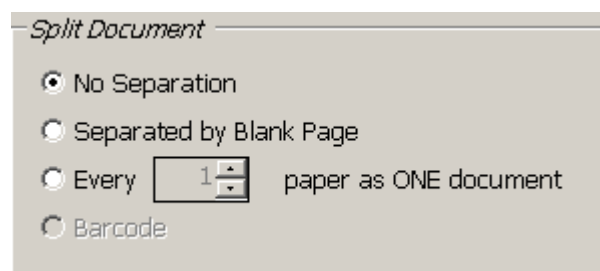 Split Document
No Separation
Separated by Blank Page
Every 1 paper as ONE document
Barcode